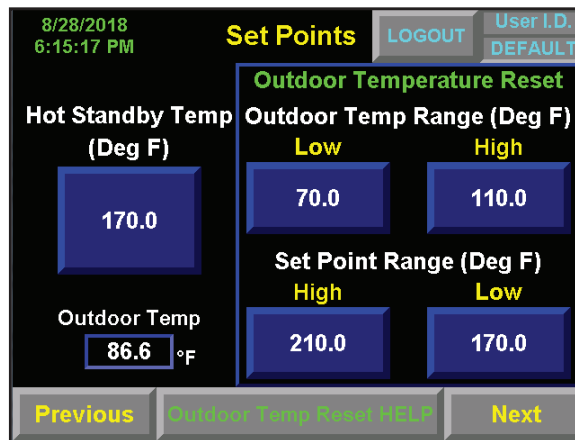 8/28/2018
6:15:17 PM
Set Points
LOGOUT
User I.D.
DEFAULT
Hot Standby Temp
(Deg F)
170.0
Outdoor Temp
86.6 °F
Outdoor Temperature Reset
Outdoor Temp Range (Deg F)
Low High
70.0 110.0
Set Point Range (Deg F)
High Low
210.0 170.0
Previous Outdoor Temp Reset HELP Next